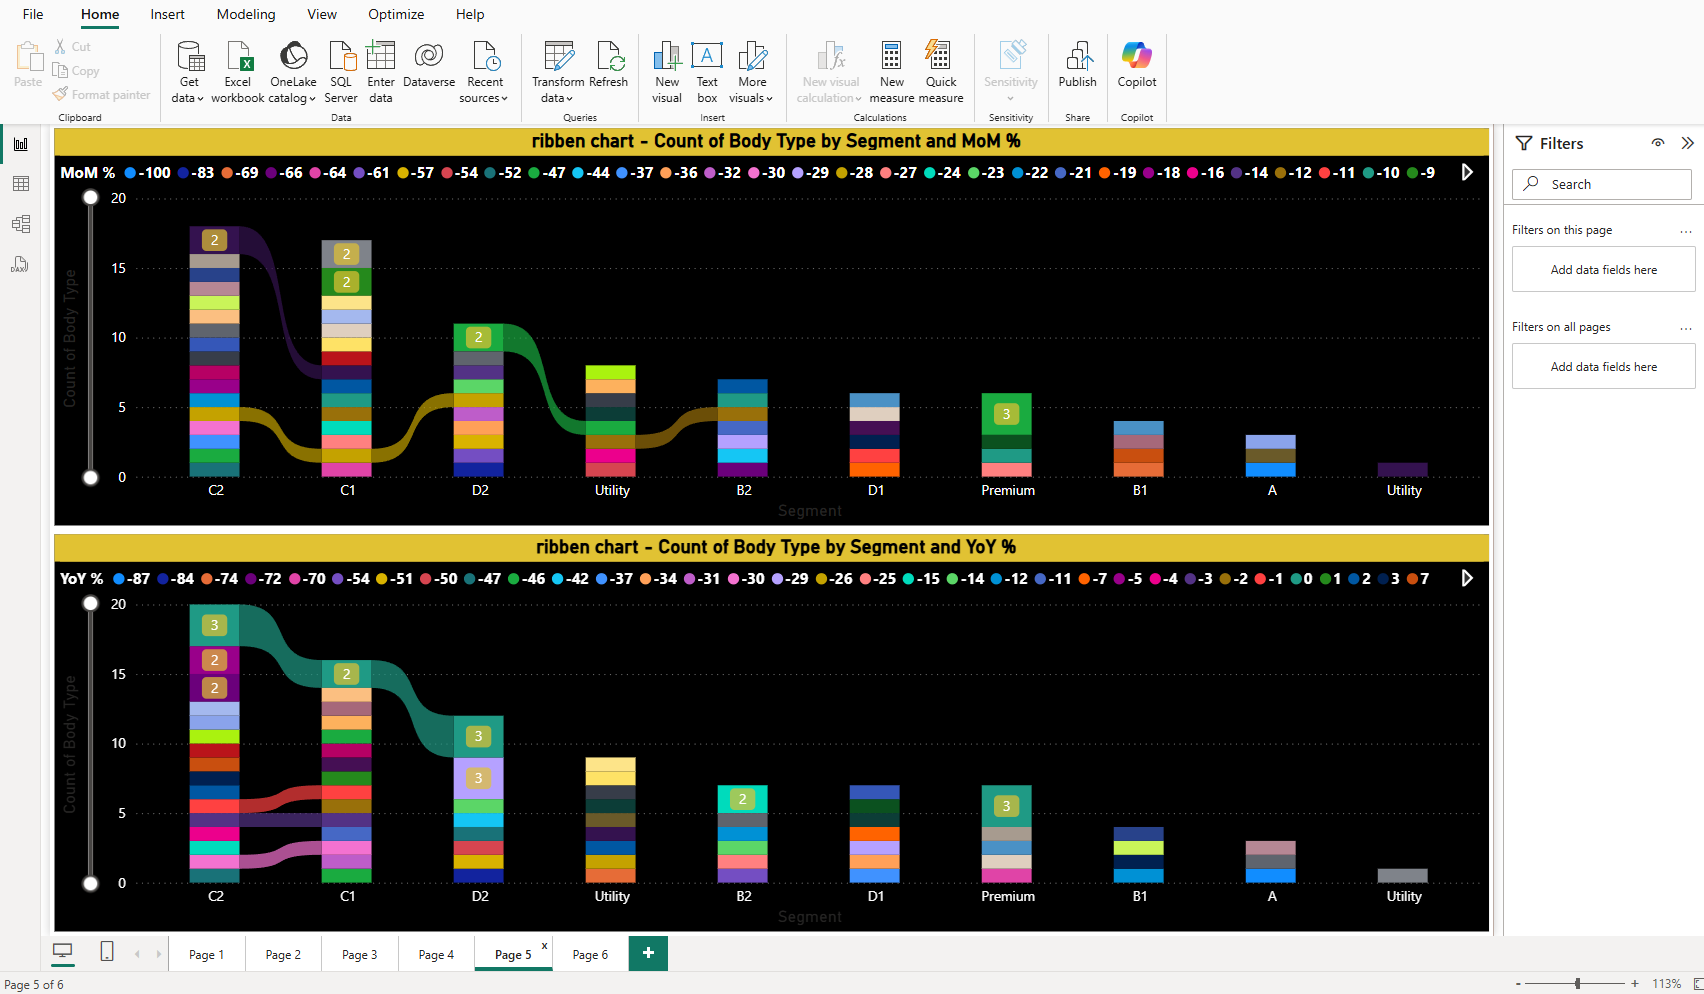 File Home Insert Modeling View Optimize Help
Paste
Cut
Copy
Format painter
Clipboard
Get data
Excel workbook
OneLake catalog
SQL Server
Enter data
Dataverse
Recent sources
Data
Transform data
Refresh
Queries
New visual
A
Text box
More visuals
Insert
New visual calculation
New measure
Quick measure
Calculations
Sensitivity
Sensitivity
Publish
Share
Copilot
Copilot
ribben chart - Count of Body Type by Segment and MoM %
MoM % -100 -83 -69 -66 -64 -61 -57 -54 -52 -47 -44 -37 -36 -32 -30 -29 -28 -27 -24 -23 -22 -21 -19 -18 -16 -14 -12 -11 -10 -9
Count of Body Type
20
15
10
5
0
2
2
2
2
3
C2 C1 D2 Utility B2 D1 Premium B1 A Utility
Segment
ribben chart - Count of Body Type by Segment and YoY %
YoY % -87 -84 -74 -72 -70 -54 -51 -50 -47 -46 -42 -37 -34 -31 -30 -29 -26 -25 -15 -14 -12 -11 -7 -5 -4 -3 -2 -1 0 1 2 3 7
Count of Body Type
20
15
10
5
0
3
2
2
2
3
3
2
3
C2 C1 D2 Utility B2 D1 Premium B1 A Utility
Segment
Filters
Search
Filters on this page ...
Add data fields here
Filters on all pages ...
Add data fields here
DAX
Page 1 Page 2 Page 3 Page 4 Page 5 x Page 6 +
Page 5 of 6
- + 113%